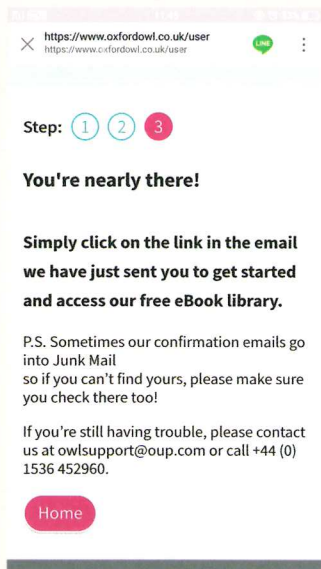 https://www.oxfordowl.co.uk/user
https://www.oxfordowl.co.uk/user
LINE
Step: 1 2 3
You're nearly there!
Simply click on the link in the email
we have just sent you to get started
and access our free eBook library.
P.S. Sometimes our confirmation emails go
into Junk Mail
so if you can't find yours, please make sure
you check there too!
If you're still having trouble, please contact
us at owlsupport@oup.com or call +44 (0)
1536 452960.
Home